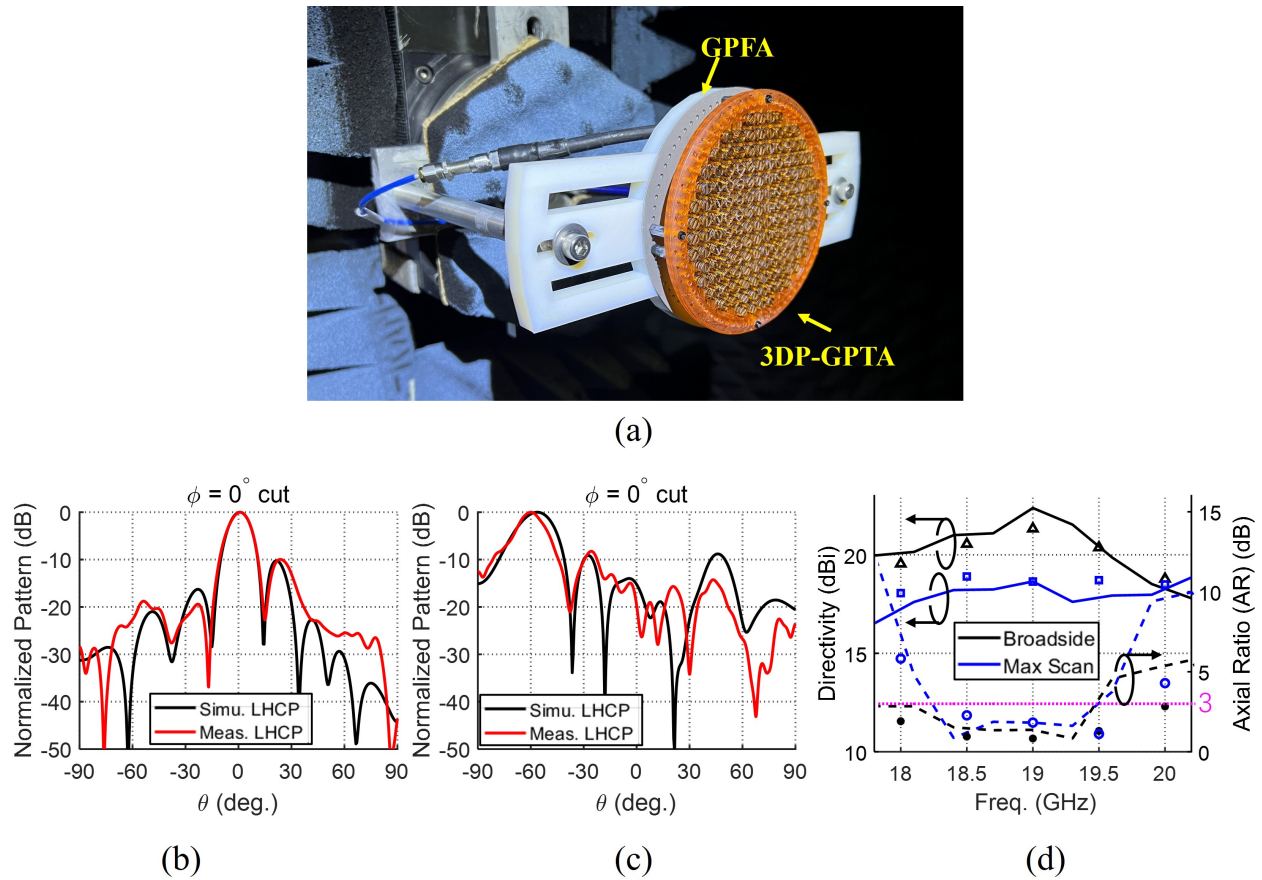 GPFA
3DP-GPTA
(a)
ϕ = 0° cut
Normalized Pattern (dB)
0
-10
-20
-30
-40
-50
Simu. LHCP
Meas. LHCP
-90 -60 -30 0 30 60 90
θ (deg.)
(b)
ϕ = 0° cut
Normalized Pattern (dB)
0
-10
-20
-30
-40
-50
Simu. LHCP
Meas. LHCP
-90 -60 -30 0 30 60 90
θ (deg.)
(c)
Directivity (dBi)
20
15
10
Broadside
Max Scan
15
10
5
3
0
Axial Ratio (AR) (dB)
18 18.5 19 19.5 20
Freq. (GHz)
(d)